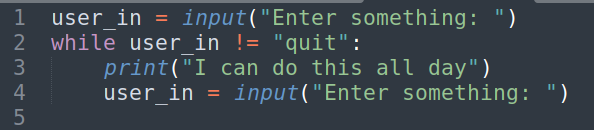 1 user_in = input("Enter something: ")
2 while user_in != "quit":
3     print("I can do this all day")
4     user_in = input("Enter something: ")
5